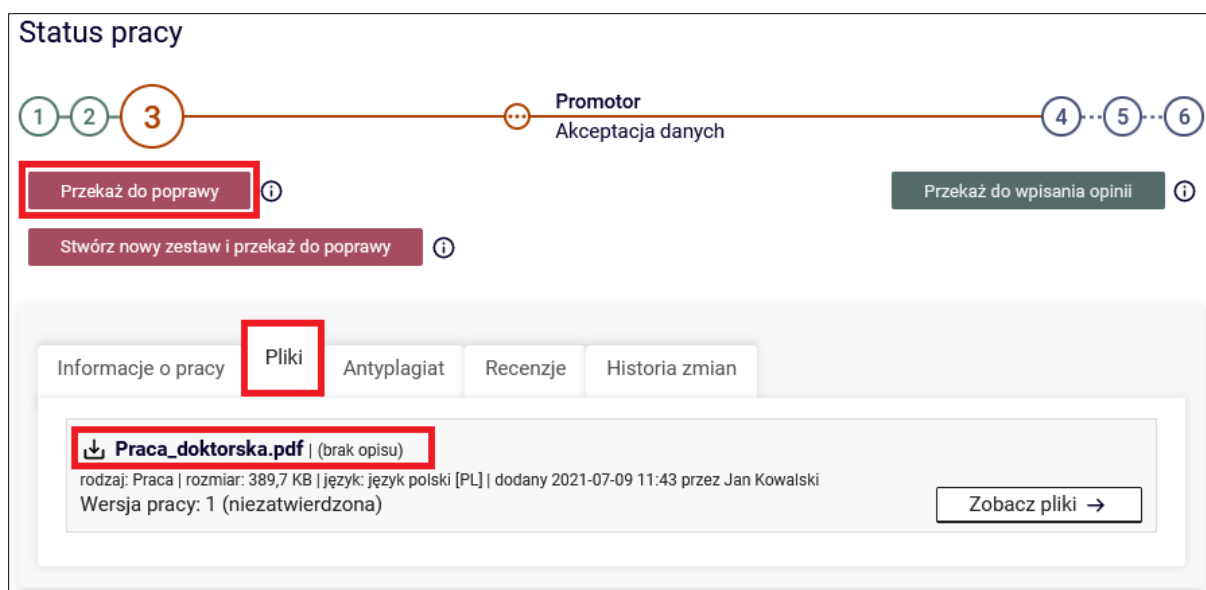 Status pracy
1 2 3 Promotor 4 5 6
Akceptacja danych
Przekaż do poprawy Przekaż do wpisania opinii
Stwórz nowy zestaw i przekaż do poprawy
Informacje o pracy Pliki Antyplagiat Recenzje Historia zmian
Praca_doktorska.pdf | (brak opisu)
rodzaj: Praca | rozmiar: 389,7 KB | język: język polski [PL] | dodany 2021-07-09 11:43 przez Jan Kowalski
Wersja pracy: 1 (niezatwierdzona)
Zobacz pliki →